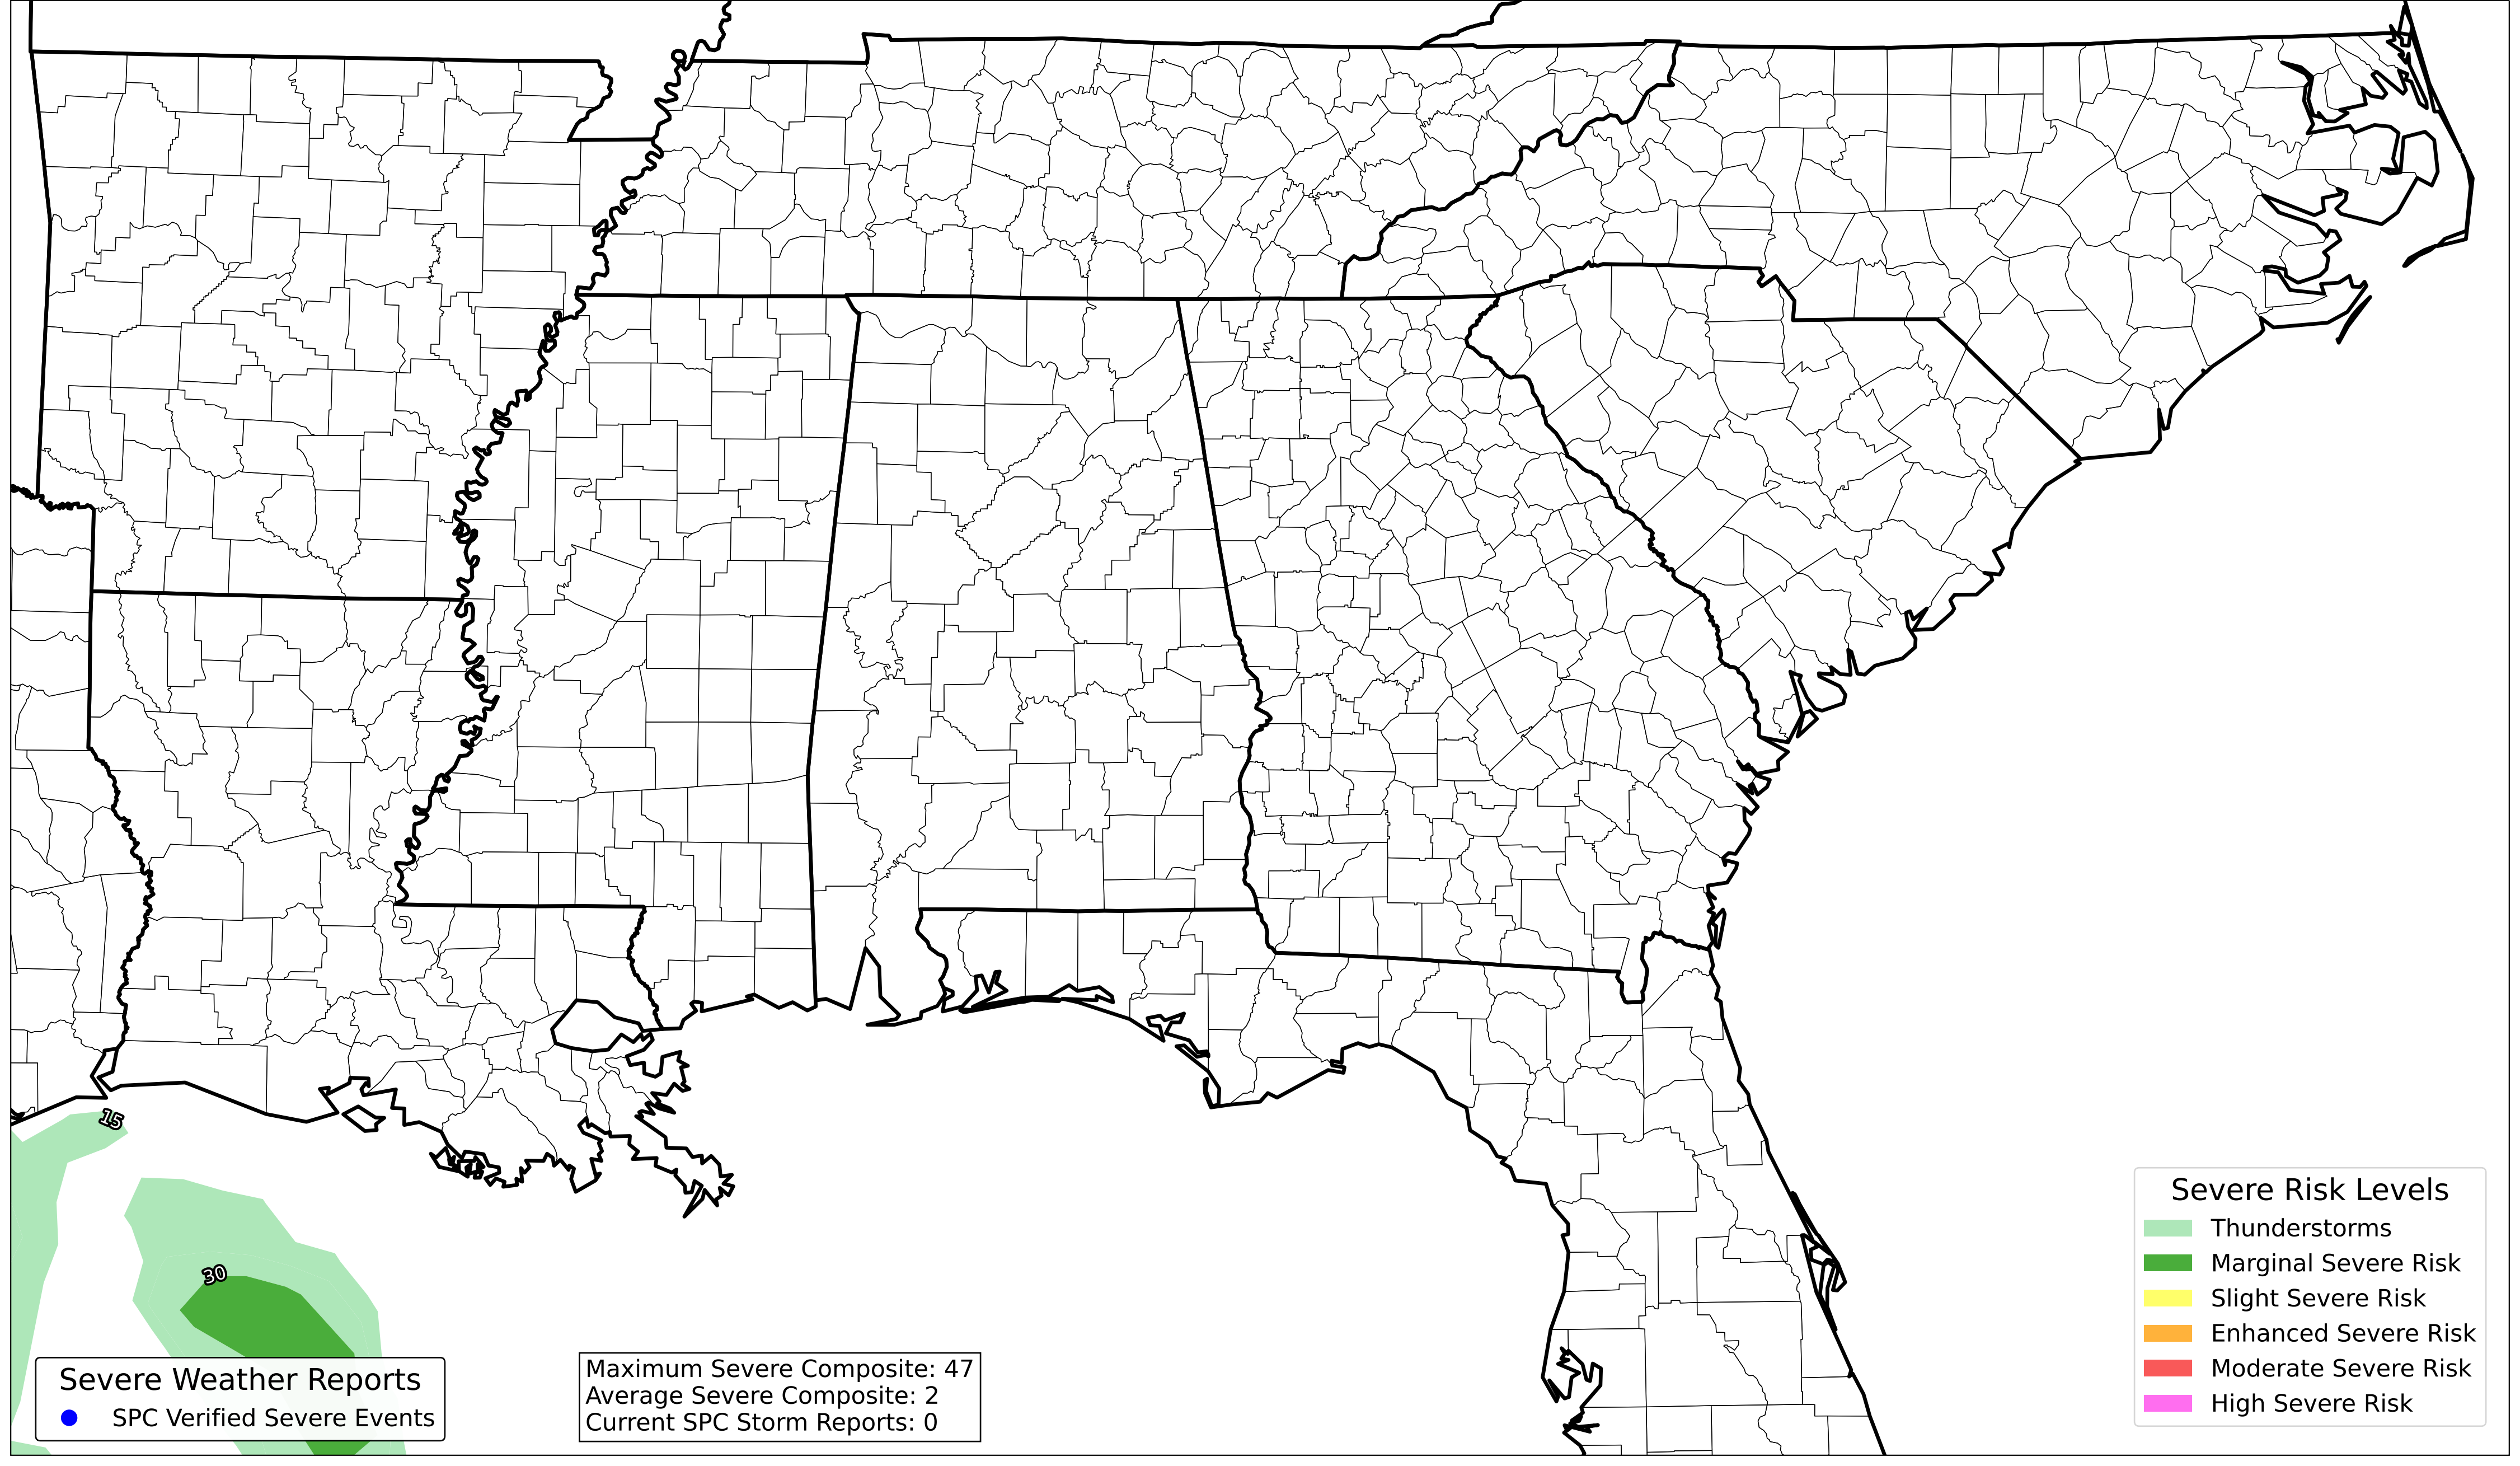 15
30
Severe Weather Reports
SPC Verified Severe Events
Maximum Severe Composite: 47
Average Severe Composite: 2
Current SPC Storm Reports: 0
Severe Risk Levels
Thunderstorms
Marginal Severe Risk
Slight Severe Risk
Enhanced Severe Risk
Moderate Severe Risk
High Severe Risk